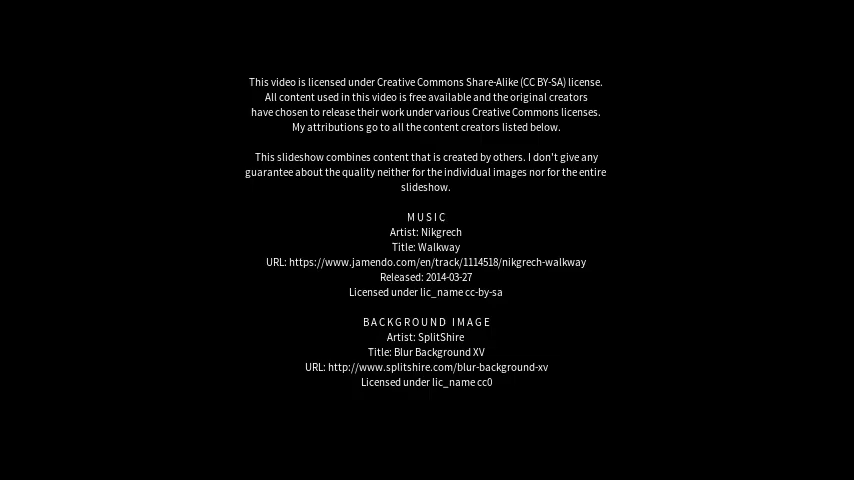 This video is licensed under Creative Commons Share-Alike (CC BY-SA) license.
All content used in this video is free available and the original creators
have chosen to release their work under various Creative Commons licenses.
My attributions go to all the content creators listed below.
This slideshow combines content that is created by others. I don't give any
guarantee about the quality neither for the individual images nor for the entire
slideshow.
MUSIC
Artist: Nikgrech
Title: Walkway
URL: https://www.jamendo.com/en/track/1114518/nikgrech-walkway
Released: 2014-03-27
Licensed under lic_name cc-by-sa
BACKGROUND IMAGE
Artist: SplitShire
Title: Blur Background XV
URL: http://www.splitshire.com/blur-background-xv
Licensed under lic_name cc0